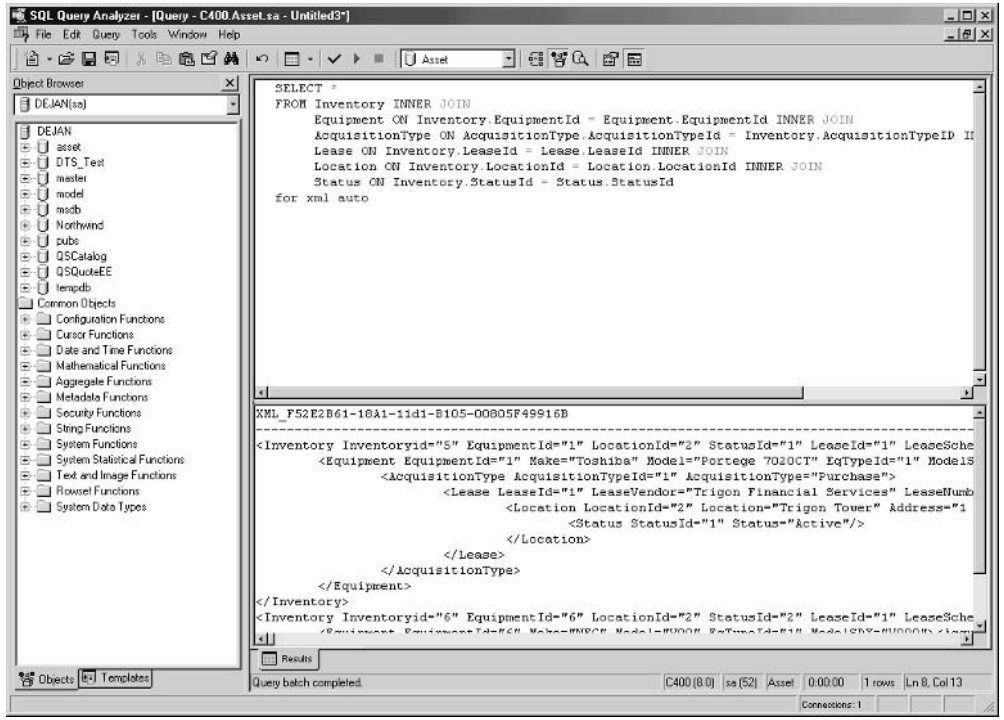 SQL Query Analyzer - [Query - C400.Asset.sa - Untitled3*]
File Edit Query Tools Window Help
Asset
Object Browser
DEJAN(sa)
DEJAN
asset
DTS_Test
master
model
msdb
Northwind
pubs
QSCatalog
QSQuoteEE
tempdb
Common Objects
Configuration Functions
Cursor Functions
Date and Time Functions
Mathematical Functions
Aggregate Functions
Metadata Functions
Security Functions
String Functions
System Functions
System Statistical Functions
Text and Image Functions
Rowset Functions
System Data Types
Objects Templates
SELECT *
FROM Inventory INNER JOIN
Equipment ON Inventory.EquipmentId = Equipment.EquipmentId INNER JOIN
AcquisitionType ON AcquisitionType.AcquisitionTypeId = Inventory.AcquisitionTypeID IN
Lease ON Inventory.LeaseId = Lease.LeaseId INNER JOIN
Location ON Inventory.LocationId = Location.LocationId INNER JOIN
Status ON Inventory.StatusId = Status.StatusId
for xml auto
XML_F52E2B61-18A1-11d1-B105-00805F49916B
<Inventory Inventoryid="5" EquipmentId="1" LocationId="2" StatusId="1" LeaseId="1" LeaseSche
<Equipment EquipmentId="1" Make="Toshiba" Model="Portege 7020CT" EqTypeId="1" ModelS
<AcquisitionType AcquisitionTypeId="1" AcquisitionType="Purchase">
<Lease LeaseId="1" LeaseVendor="Trigon Financial Services" LeaseNumb
<Location LocationId="2" Location="Trigon Tower" Address="1
<Status StatusId="1" Status="Active"/>
</Location>
</Lease>
</AcquisitionType>
</Equipment>
</Inventory>
<Inventory Inventoryid="6" EquipmentId="6" LocationId="2" StatusId="2" LeaseId="1" LeaseSche
<Equipment EquipmentId="6" Make="NEC" Model="V90" EqTypeId="1"
Results
Query batch completed. C400 (8.0) sa (52) Asset 0:00:00 1 rows Ln 8, Col 13
Connections: 1